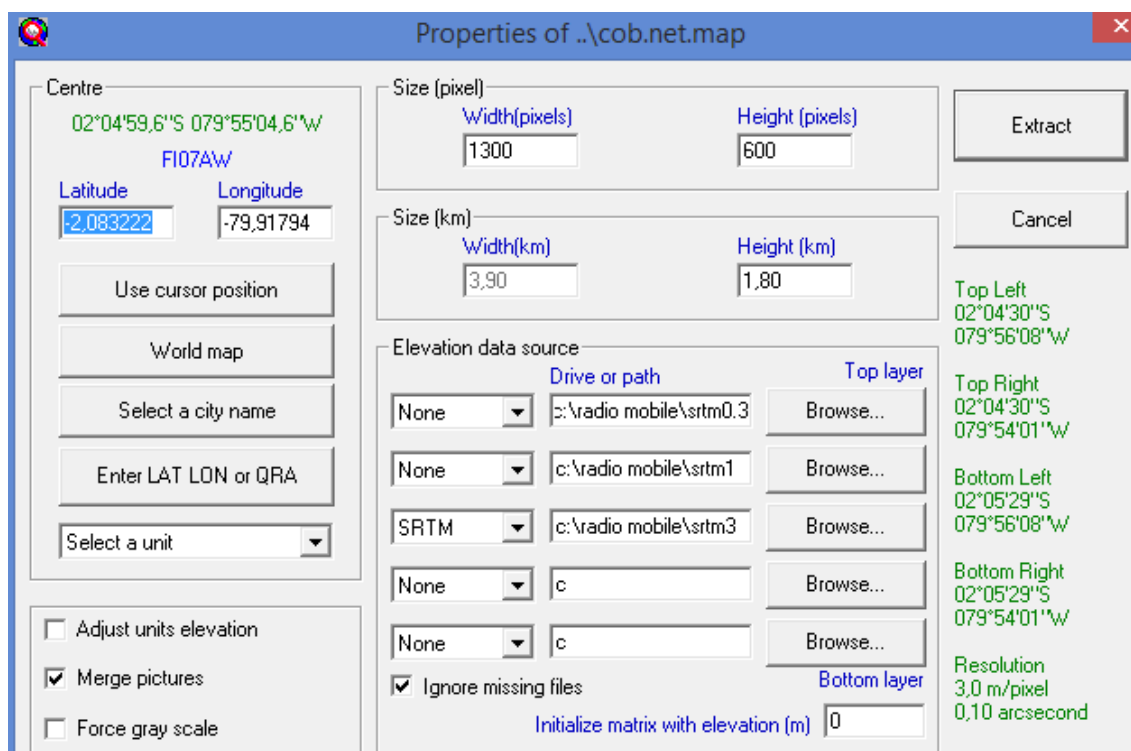 Properties of ..\cob.net.map
Centre
02°04'59,6''S 079°55'04,6''W
FI07AW
Latitude Longitude
-2,083222 -79,91794
Use cursor position
World map
Select a city name
Enter LAT LON or QRA
Select a unit
Adjust units elevation
Merge pictures
Force gray scale
Size (pixel)
Width(pixels) Height (pixels)
1300 600
Size (km)
Width(km) Height (km)
3,90 1,80
Elevation data source
Drive or path Top layer
None c:\radio mobile\srtm0.3 Browse...
None c:\radio mobile\srtm1 Browse...
SRTM c:\radio mobile\srtm3 Browse...
None c Browse...
None c Browse...
Ignore missing files Bottom layer
Initialize matrix with elevation (m) 0
Extract
Cancel
Top Left
02°04'30''S
079°56'08''W
Top Right
02°04'30''S
079°54'01''W
Bottom Left
02°05'29''S
079°56'08''W
Bottom Right
02°05'29''S
079°54'01''W
Resolution
3,0 m/pixel
0,10 arcsecond